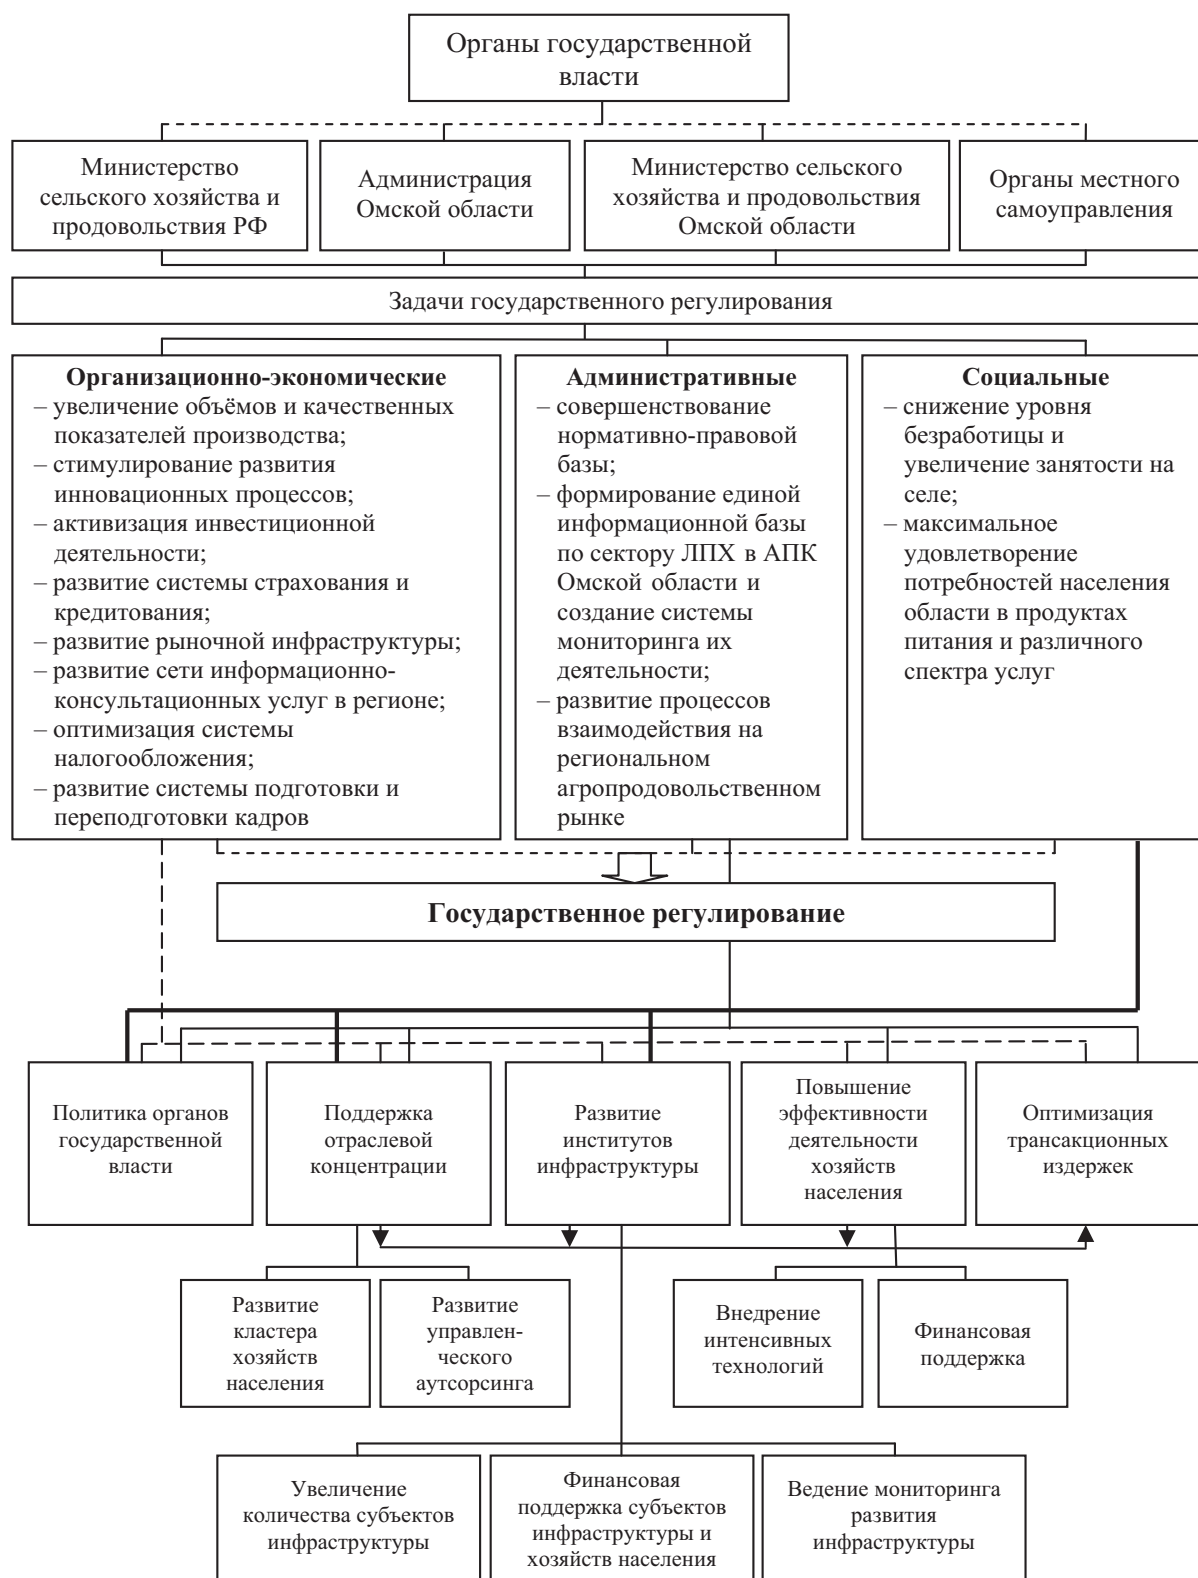 Органы государственной
власти
Министерство
сельского хозяйства и
продовольствия РФ
Администрация
Омской области
Министерство сельского
хозяйства и продовольствия
Омской области
Органы местного
самоуправления
Задачи государственного регулирования
Организационно-экономические
– увеличение объёмов и качественных
показателей производства;
– стимулирование развития
инновационных процессов;
– активизация инвестиционной
деятельности;
– развитие системы страхования и
кредитования;
– развитие рыночной инфраструктуры;
– развитие сети информационно-
консультационных услуг в регионе;
– оптимизация системы
налогообложения;
– развитие системы подготовки и
переподготовки кадров
Административные
– совершенствование
нормативно-правовой
базы;
– формирование единой
информационной базы
по сектору ЛПХ в АПК
Омской области и
создание системы
мониторинга их
деятельности;
– развитие процессов
взаимодействия на
региональном
агропродовольственном
рынке
Социальные
– снижение уровня
безработицы и
увеличение занятости на
селе;
– максимальное
удовлетворение
потребностей населения
области в продуктах
питания и различного
спектра услуг
Государственное регулирование
Политика органов
государственной
власти
Поддержка
отраслевой
концентрации
Развитие
институтов
инфраструктуры
Повышение
эффективности
деятельности
хозяйств
населения
Оптимизация
трансакционных
издержек
Развитие
кластера
хозяйств
населения
Развитие
управлен-
ческого
аутсорсинга
Внедрение
интенсивных
технологий
Финансовая
поддержка
Увеличение
количества субъектов
инфраструктуры
Финансовая
поддержка субъектов
инфраструктуры и
хозяйств населения
Ведение мониторинга
развития
инфраструктуры